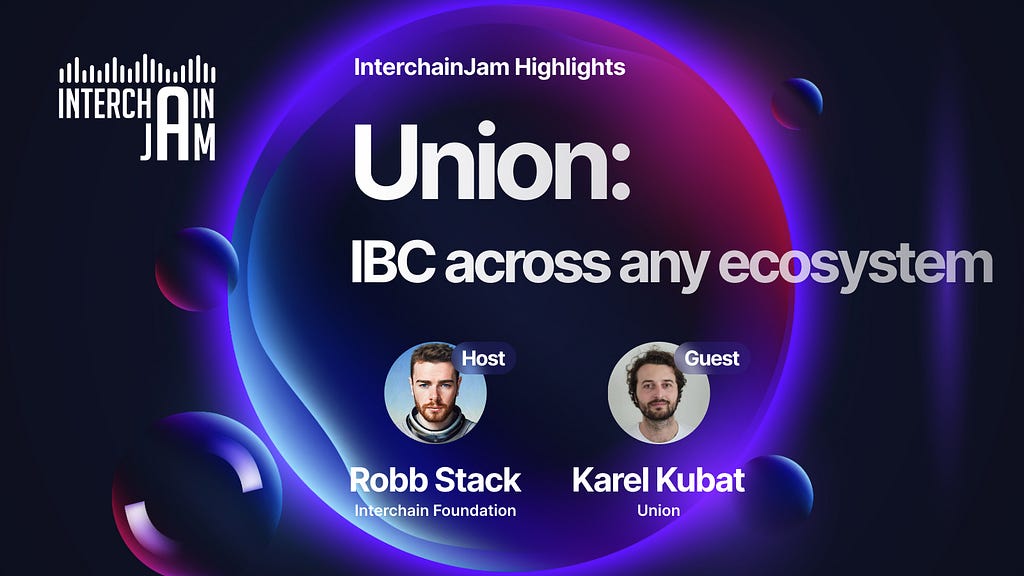 INTERCHAIN
JAM
InterchainJam Highlights
Union:
IBC across any ecosystem
Host
Guest
Robb Stack
Karel Kubat
Interchain Foundation
Union